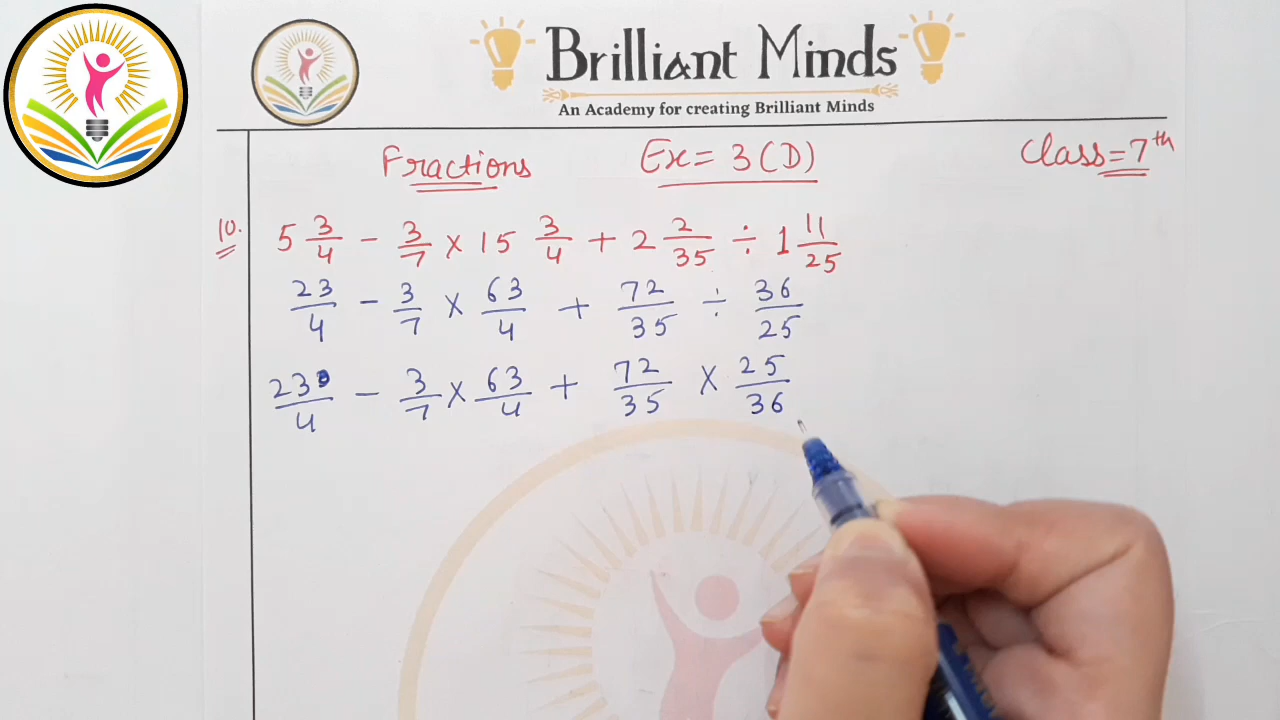 Brilliant Minds
An Academy for creating Brilliant Minds
Fractions Ex = 3 (D) Class = 7th
10. 5 3/4 - 3/7 × 15 3/4 + 2 2/35 ÷ 1 11/25
23/4 - 3/7 × 63/4 + 72/35 ÷ 36/25
23/4 - 3/7 × 63/4 + 72/35 × 25/36